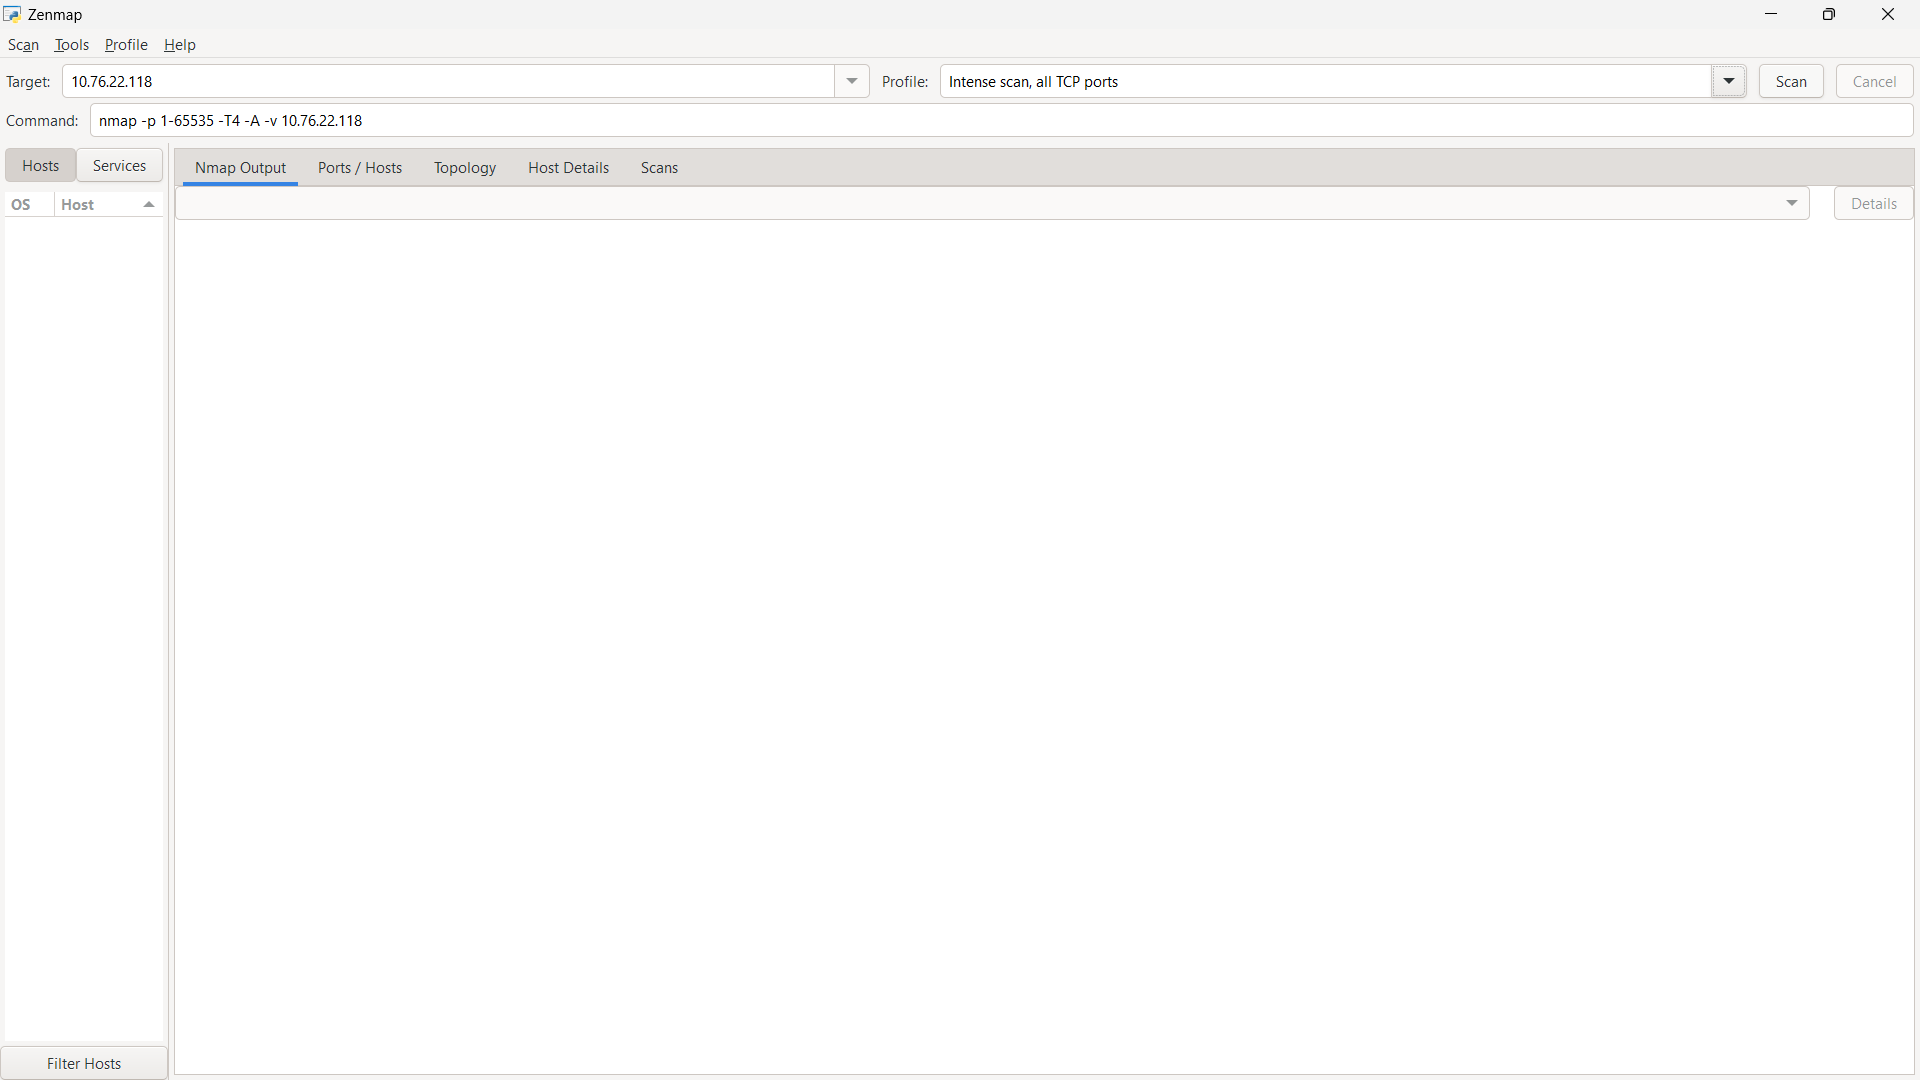 Zenmap
Scan Tools Profile Help
Target: 10.76.22.118 Profile: Intense scan, all TCP ports Scan Cancel
Command: nmap -p 1-65535 -T4 -A -v 10.76.22.118
Hosts Services Nmap Output Ports / Hosts Topology Host Details Scans
OS Host Details
Filter Hosts